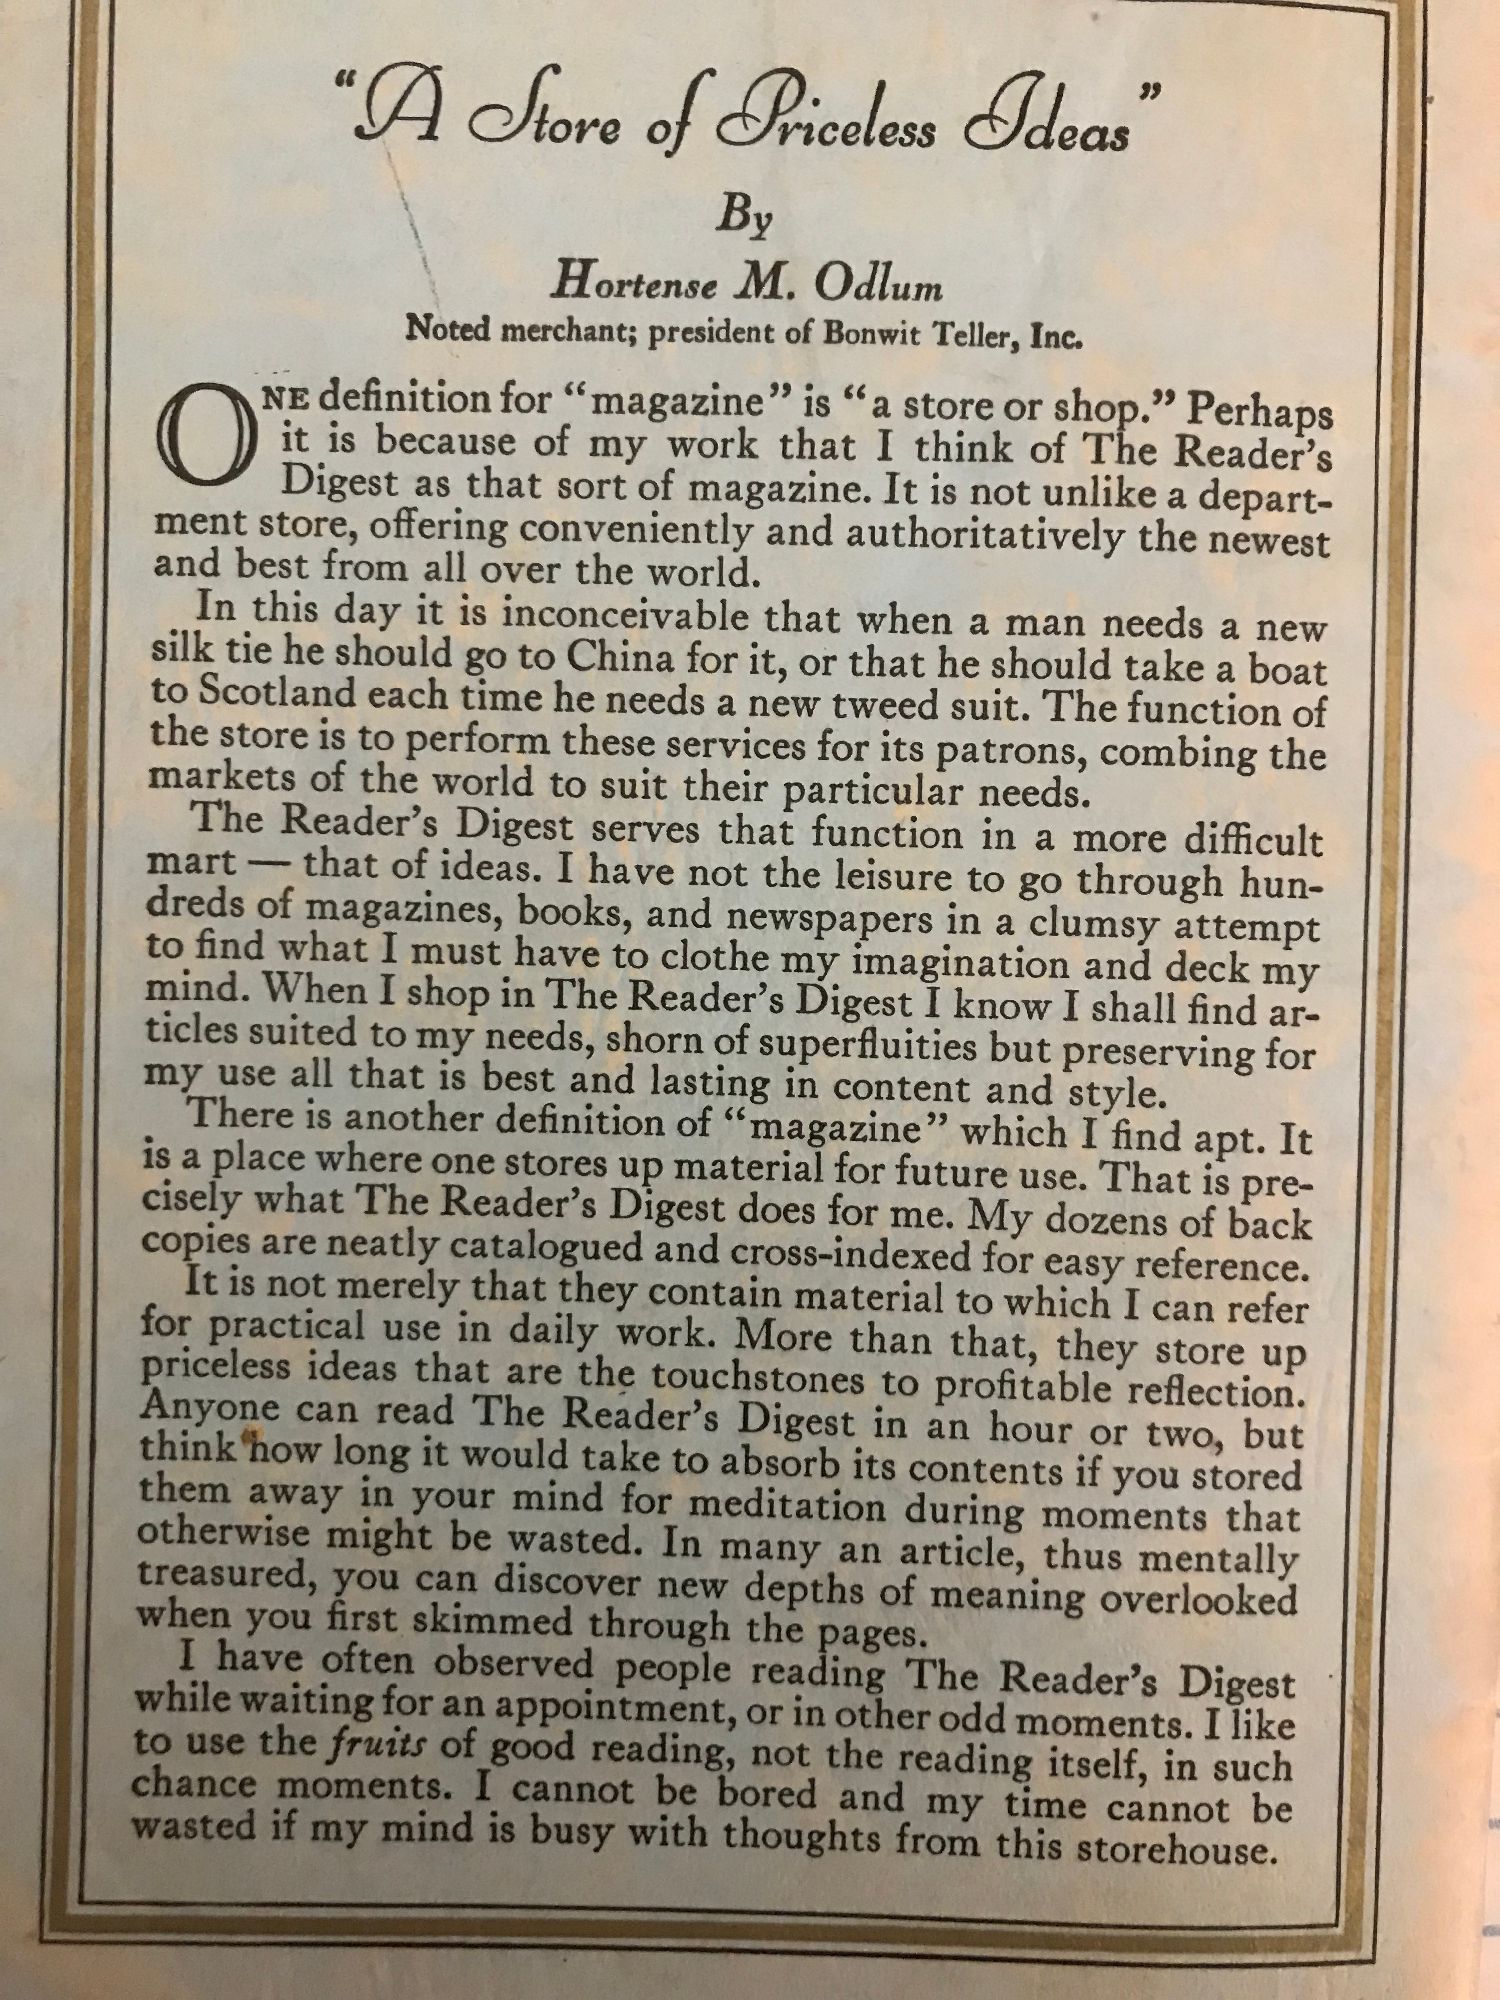 “A Store of Priceless Ideas”
By
Hortense M. Odlum
Noted merchant; president of Bonwit Teller, Inc.
ONE definition for “magazine” is “a store or shop.” Perhaps
it is because of my work that I think of The Reader’s
Digest as that sort of magazine. It is not unlike a depart-
ment store, offering conveniently and authoritatively the newest
and best from all over the world.
In this day it is inconceivable that when a man needs a new
silk tie he should go to China for it, or that he should take a boat
to Scotland each time he needs a new tweed suit. The function of
the store is to perform these services for its patrons, combing the
markets of the world to suit their particular needs.
The Reader’s Digest serves that function in a more difficult
mart — that of ideas. I have not the leisure to go through hun-
dreds of magazines, books, and newspapers in a clumsy attempt
to find what I must have to clothe my imagination and deck my
mind. When I shop in The Reader’s Digest I know I shall find ar-
ticles suited to my needs, shorn of superfluities but preserving for
my use all that is best and lasting in content and style.
There is another definition of “magazine” which I find apt. It
is a place where one stores up material for future use. That is pre-
cisely what The Reader’s Digest does for me. My dozens of back
copies are neatly catalogued and cross-indexed for easy reference.
It is not merely that they contain material to which I can refer
for practical use in daily work. More than that, they store up
priceless ideas that are the touchstones to profitable reflection.
Anyone can read The Reader’s Digest in an hour or two, but
think how long it would take to absorb its contents if you stored
them away in your mind for meditation during moments that
otherwise might be wasted. In many an article, thus mentally
treasured, you can discover new depths of meaning overlooked
when you first skimmed through the pages.
I have often observed people reading The Reader’s Digest
while waiting for an appointment, or in other odd moments. I like
to use the fruits of good reading, not the reading itself, in such
chance moments. I cannot be bored and my time cannot be
wasted if my mind is busy with thoughts from this storehouse.